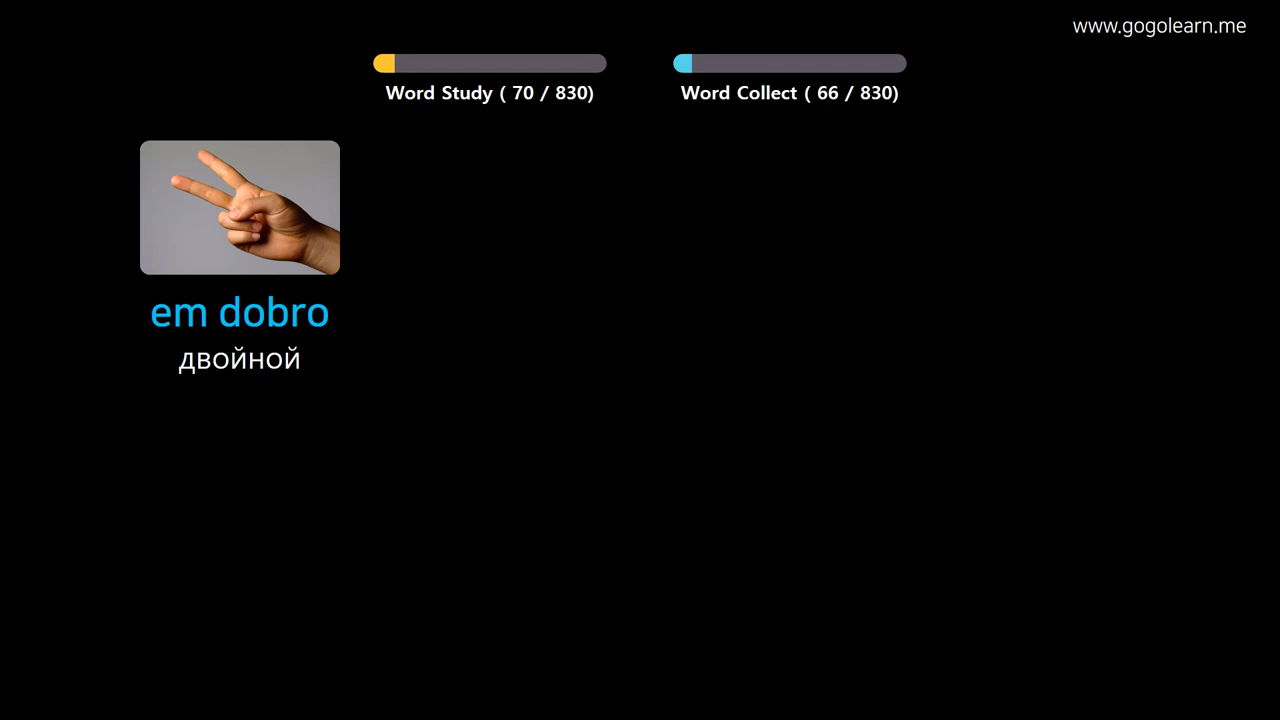 www.gogolearn.me
Word Study ( 70 / 830)
Word Collect ( 66 / 830)
em dobro
двойной